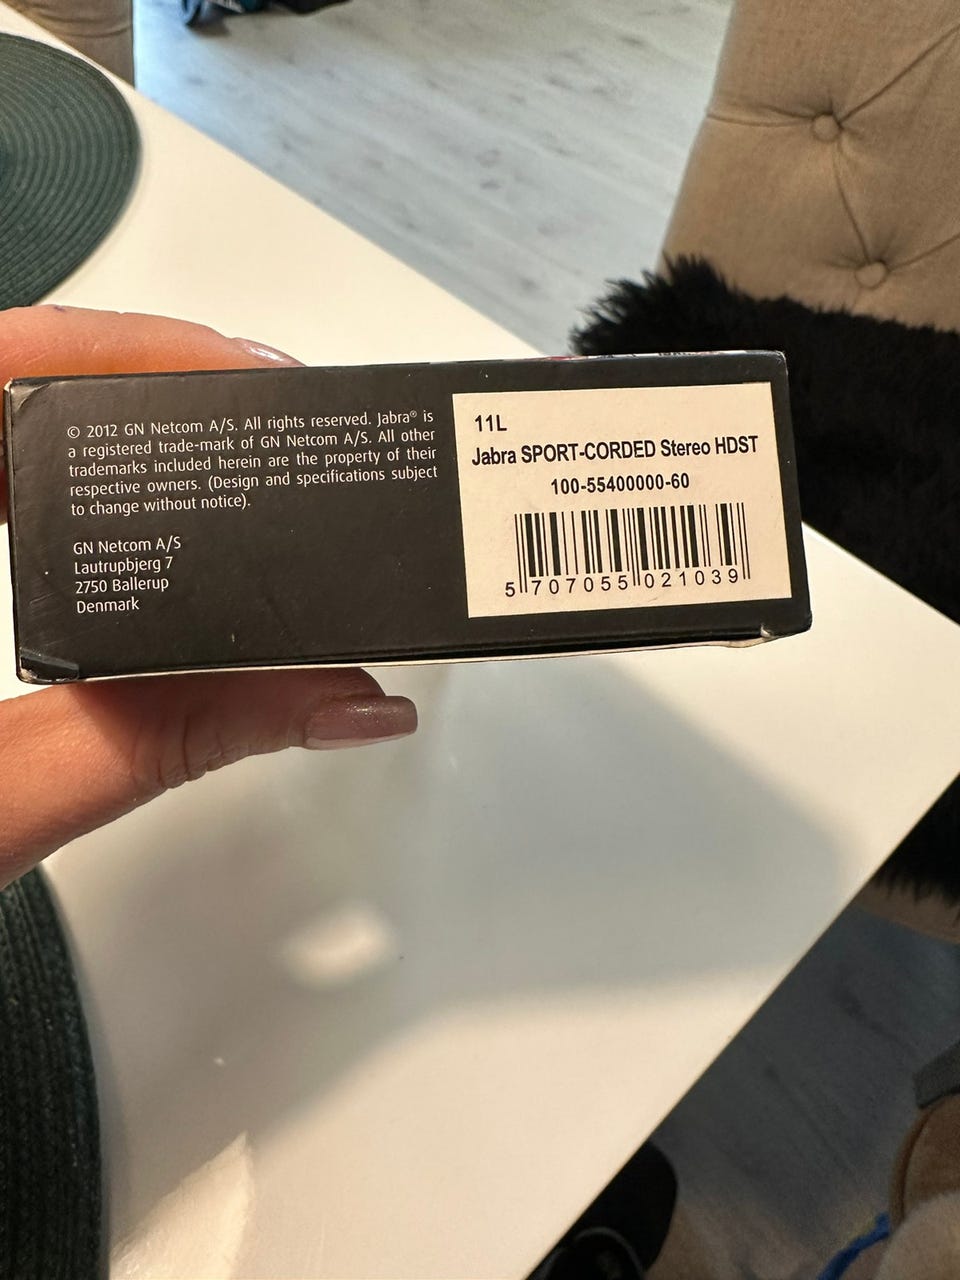 © 2012 GN Netcom A/S. All rights reserved. Jabra® is
a registered trade-mark of GN Netcom A/S. All other
trademarks included herein are the property of their
respective owners. (Design and specifications subject
to change without notice).
GN Netcom A/S
Lautrupbjerg 7
2750 Ballerup
Denmark
11L
Jabra SPORT-CORDED Stereo HDST
100-55400000-60
5 707055 021039